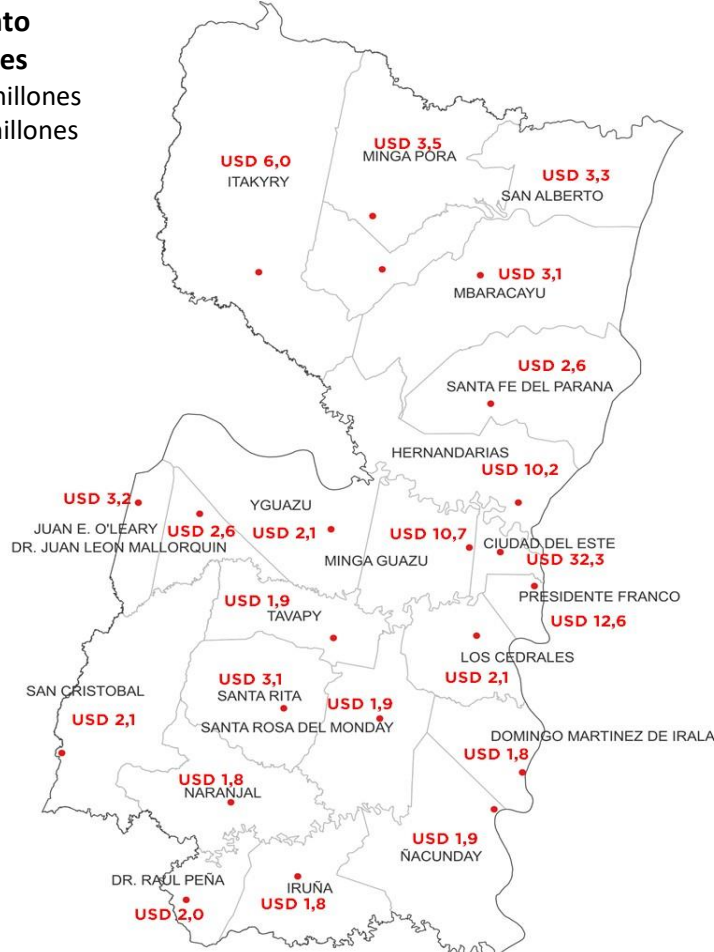 nto
es
millones
millones
USD 3,5
MINGA PORA
USD 6,0
ITAKYRY
USD 3,3
SAN ALBERTO
USD 3,1
MBARACAYU
USD 2,6
SANTA FE DEL PARANA
HERNANDARIAS
USD 10,2
USD 3,2
JUAN E. O'LEARY
YGUAZU
USD 2,6
USD 2,1
DR. JUAN LEON MALLORQUIN
USD 10,7
MINGA GUAZU
CIUDAD DEL ESTE
USD 32,3
PRESIDENTE FRANCO
USD 12,6
USD 1,9
TAVAPY
LOS CEDRALES
USD 2,1
USD 3,1
SANTA RITA
SAN CRISTOBAL
USD 2,1
USD 1,9
SANTA ROSA DEL MONDAY
DOMINGO MARTINEZ DE IRALA
USD 1,8
USD 1,8
NARANJAL
USD 1,9
ÑACUNDAY
DR. RAUL PEÑA
USD 2,0
IRUÑA
USD 1,8